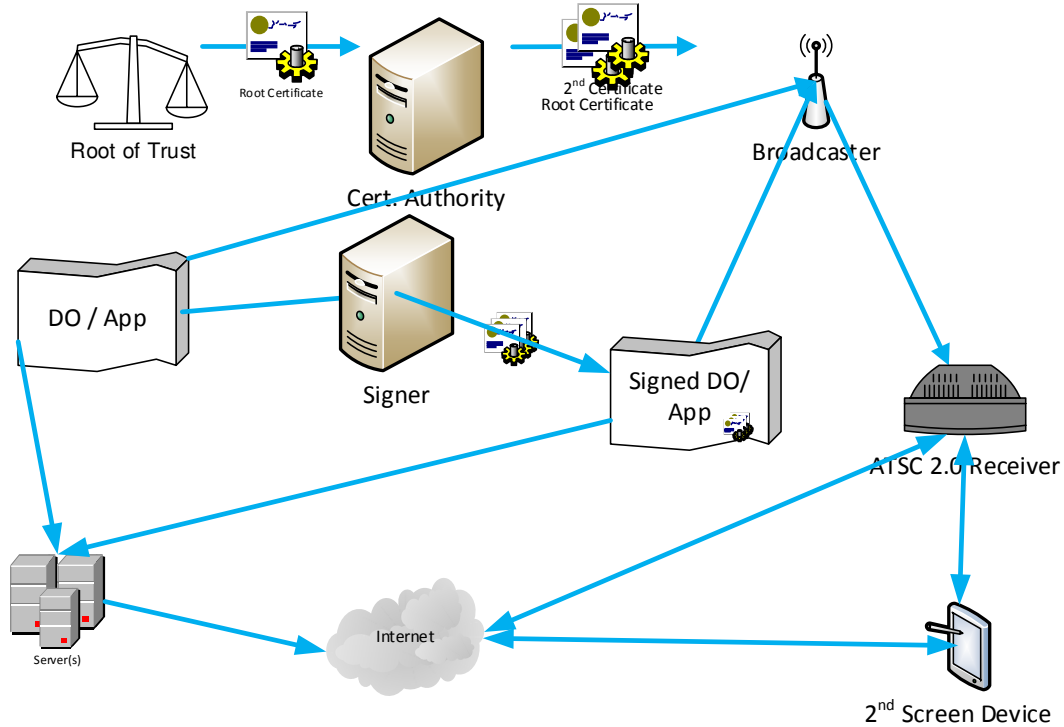 Root Certificate
2nd Certificate
Root Certificate
Root of Trust
Broadcaster
Cert. Authority
DO / App
Signer
Signed DO/
App
ATSC 2.0 Receiver
Internet
Server(s)
2nd Screen Device